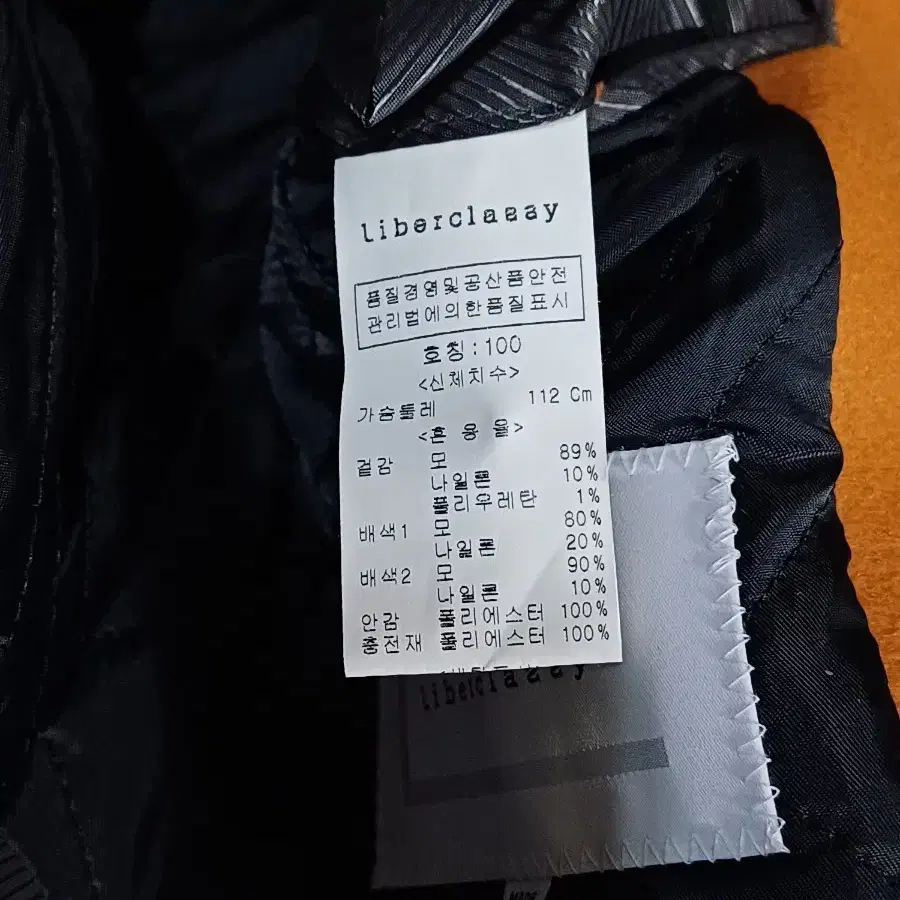 liberclassy
품질경영및공산품안전
관리법에의한품질표시
호칭:100
<신체치수>
가슴둘레 112 Cm
<혼 용 율>
겉감 모 89%
나일론 10%
폴리우레탄 1%
배색1 모 80%
나일론 20%
배색2 모 90%
나일론 10%
안감 폴리에스터 100%
충전재 폴리에스터 100%
liberclassy